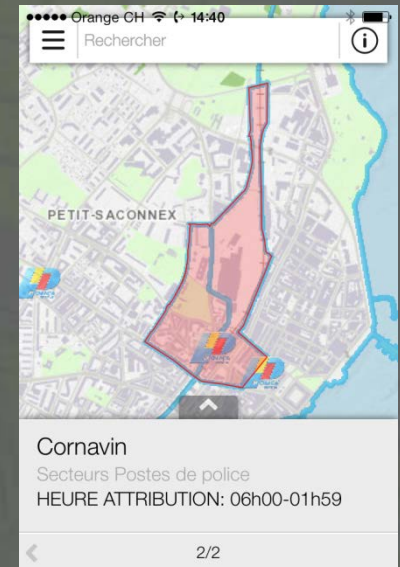 Orange CH 14:40
Rechercher
PETIT-SACONNEX
Cornavin
Secteurs Postes de police
HEURE ATTRIBUTION: 06h00-01h59
2/2